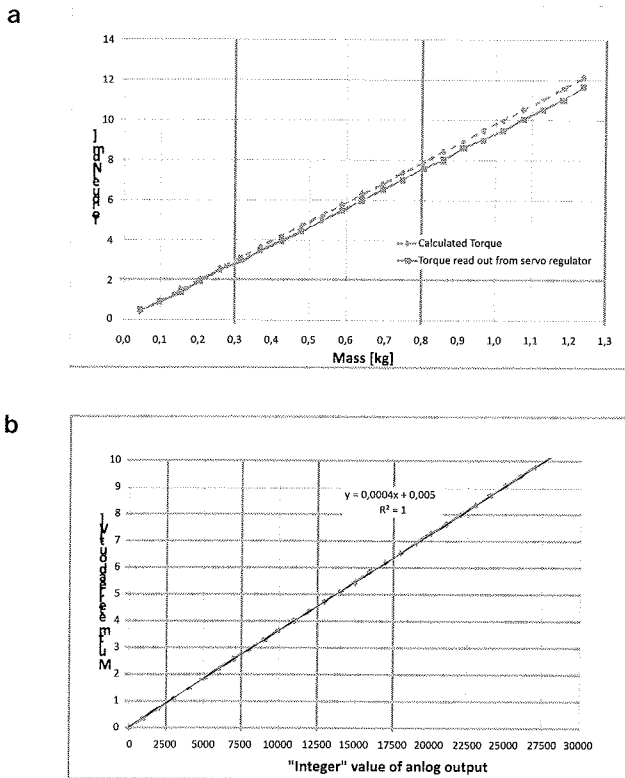 a
14
12
10
8
6
4
2
0
Calculated Torque
Torque read out from servo regulator
0,0 0,1 0,2 0,3 0,4 0,5 0,6 0,7 0,8 0,9 1,0 1,1 1,2 1,3
Mass [kg]
b
10
9
8
7
6
5
4
3
2
1
0
y = 0,0004x + 0,005
R² = 1
0 2500 5000 7500 10000 12500 15000 17500 20000 22500 25000 27500 30000
"Integer" value of anlog output